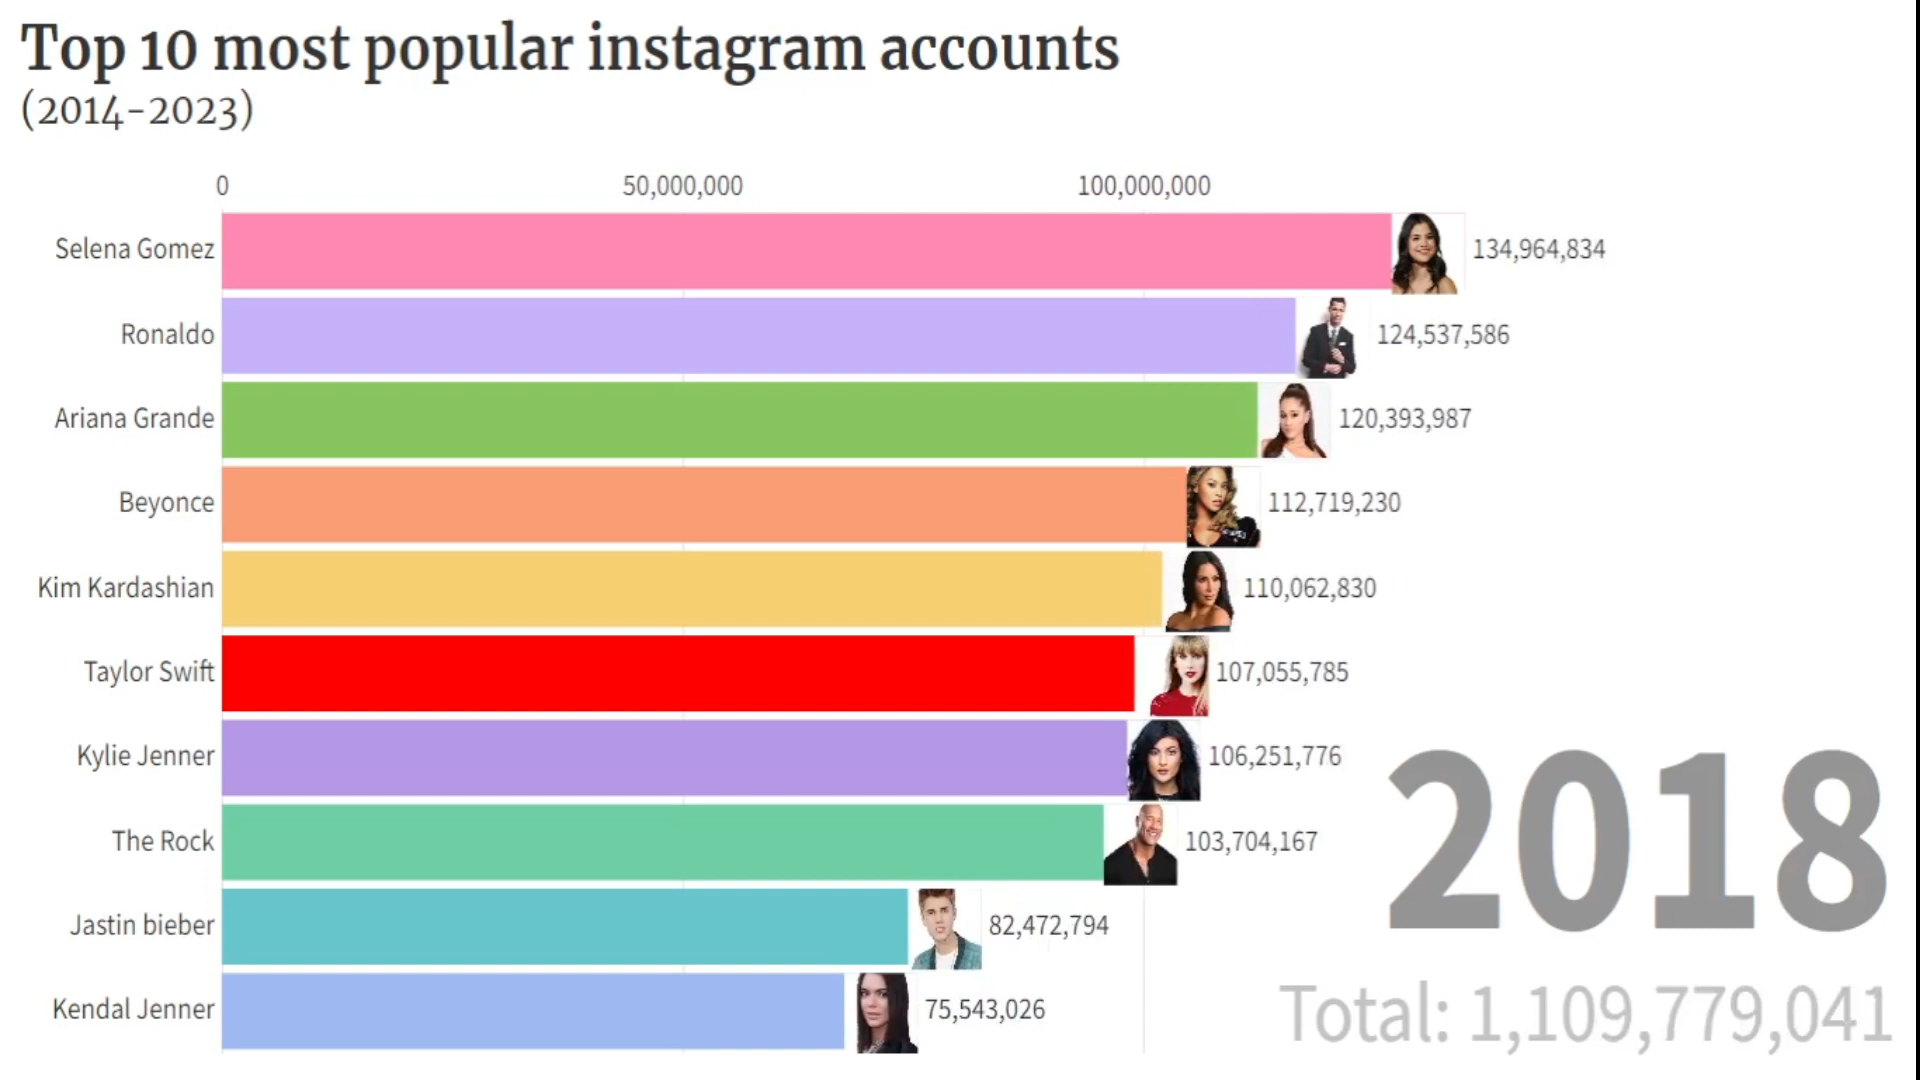 Top 10 most popular instagram accounts
(2014-2023)
0 50,000,000 100,000,000
Selena Gomez 134,964,834
Ronaldo 124,537,586
Ariana Grande 120,393,987
Beyonce 112,719,230
Kim Kardashian 110,062,830
Taylor Swift 107,055,785
Kylie Jenner 106,251,776
The Rock 103,704,167
Jastin bieber 82,472,794
Kendal Jenner 75,543,026
2018
Total: 1,109,779,041